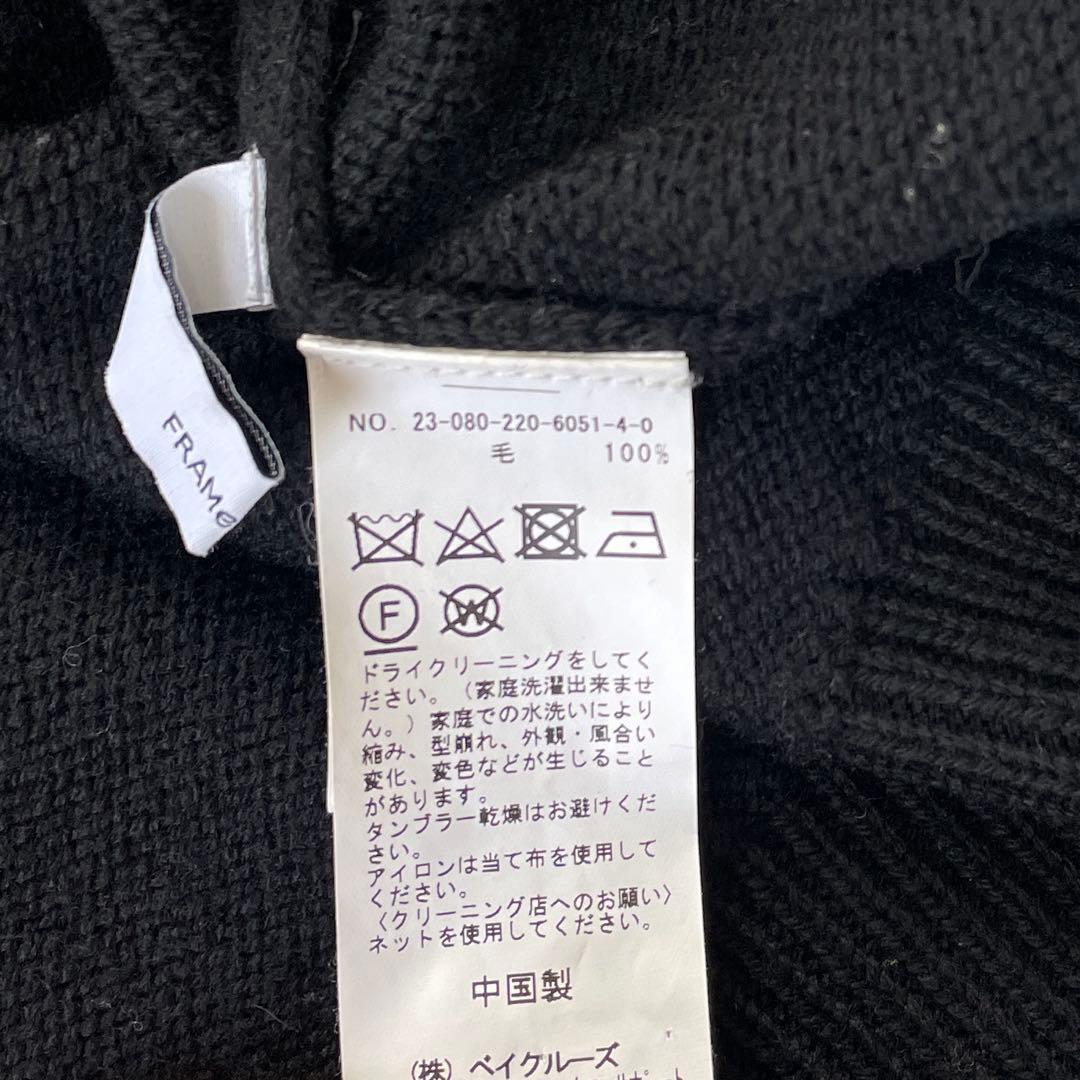 FRAMe
NO. 23-080-220-6051-4-0
毛 100%
F
W
ドライクリーニングをしてく
ださい。（家庭洗濯出来ませ
ん。）家庭での水洗いにより
縮み、型崩れ、外観・風合い
変化、変色などが生じること
があります。
タンブラー乾燥はお避けくだ
さい。
アイロンは当て布を使用して
ください。
〈クリーニング店へのお願い〉
ネットを使用してください。
中国製
(株) ベイクルーズ